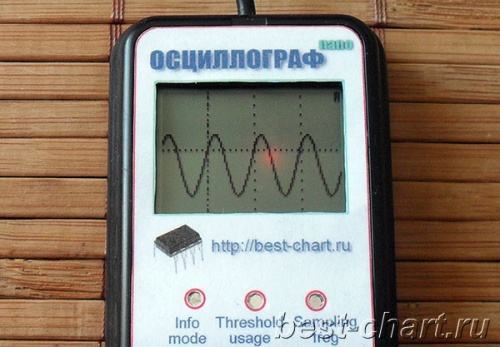 nano
ОСЦИЛЛОГРАФ
http://best-chart.ru
Info mode
Threshold usage
Sampling freq
best-chart.ru